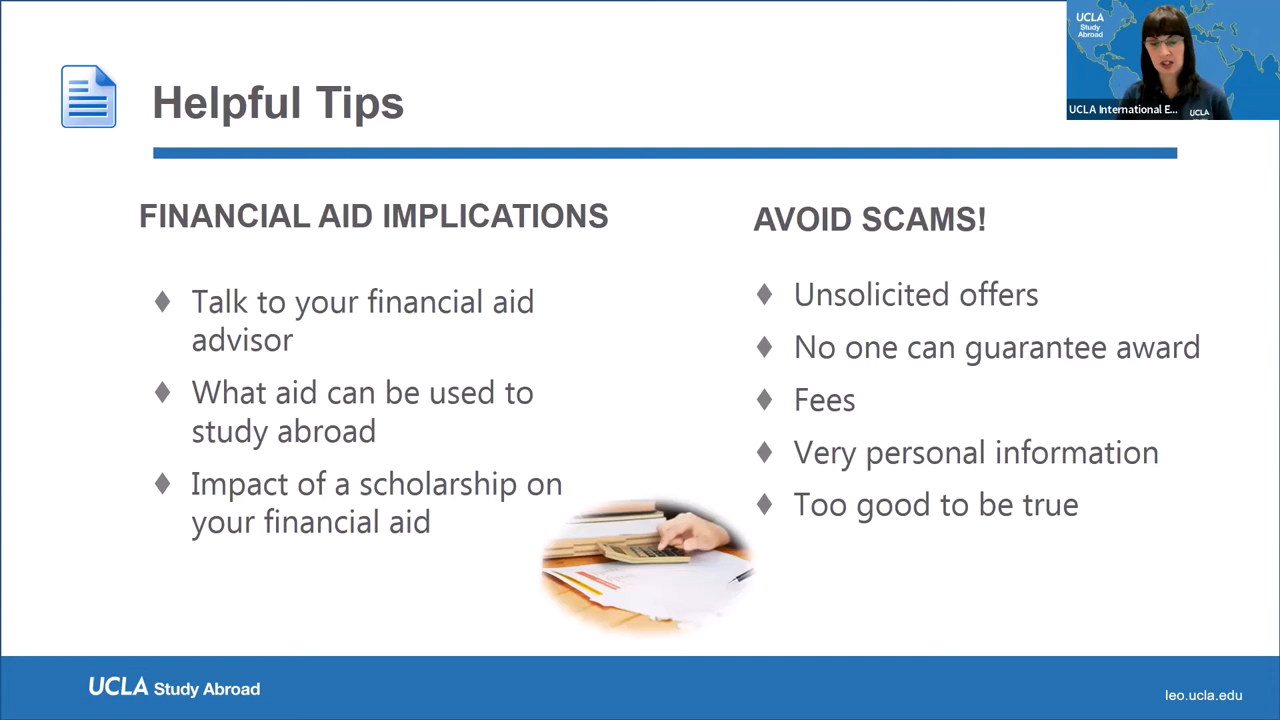 UCLA
Study
Abroad
UCLA International E...
UCLA
Helpful Tips
FINANCIAL AID IMPLICATIONS
Talk to your financial aid
advisor
What aid can be used to
study abroad
Impact of a scholarship on
your financial aid
AVOID SCAMS!
Unsolicited offers
No one can guarantee award
Fees
Very personal information
Too good to be true
UCLA Study Abroad
leo.ucla.edu